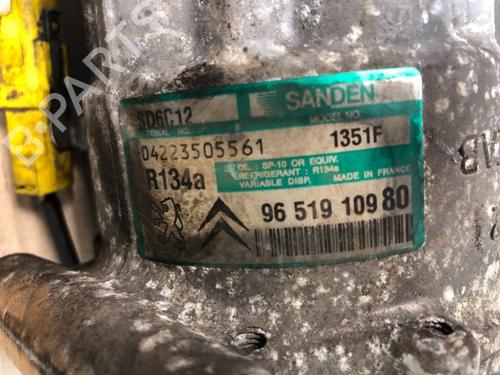 SD6C12
SANDEN
SERIAL NO.
MODEL NO.
04223505561
1351F
R134a
OIL : SP-10 OR EQUIV.
REFRIGERANT : R134a
VARIABLE DISP.
MADE IN FRANCE
96 519 109 80
B-PARTS